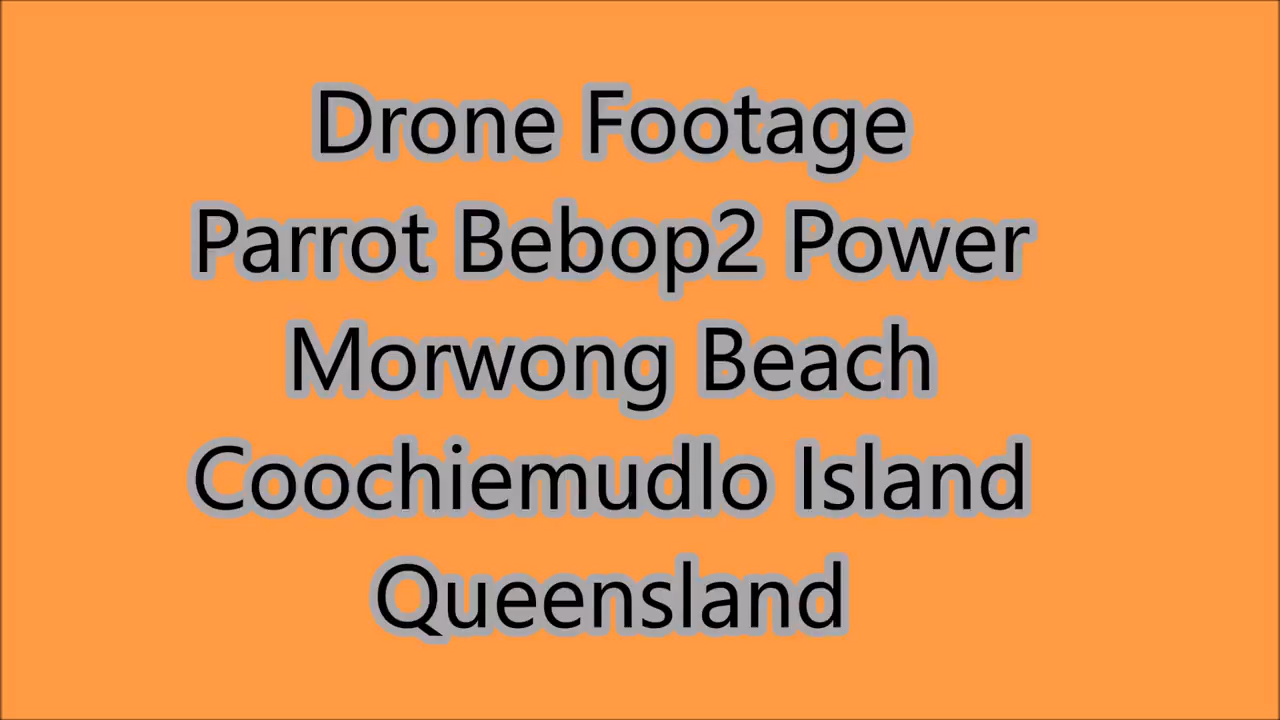 Drone Footage
Parrot Bebop2 Power
Morwong Beach
Coochiemudlo Island
Queensland